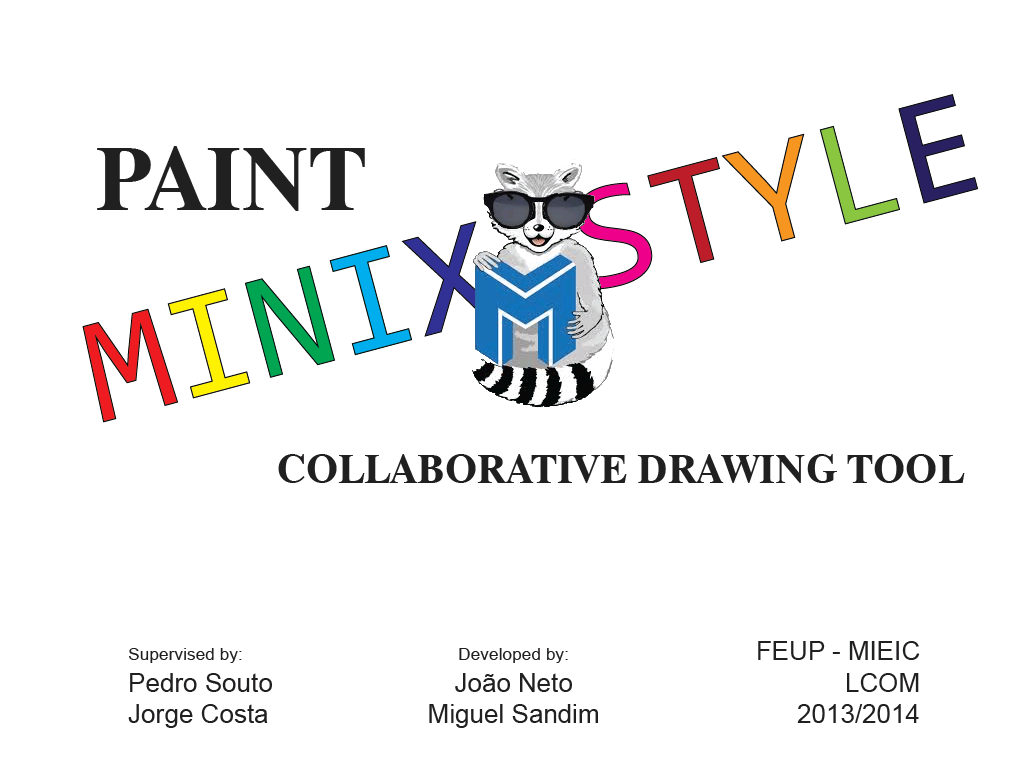 PAINT
MINIX STYLE
COLLABORATIVE DRAWING TOOL
Supervised by:
Pedro Souto
Jorge Costa
Developed by:
João Neto
Miguel Sandim
FEUP - MIEIC
LCOM
2013/2014